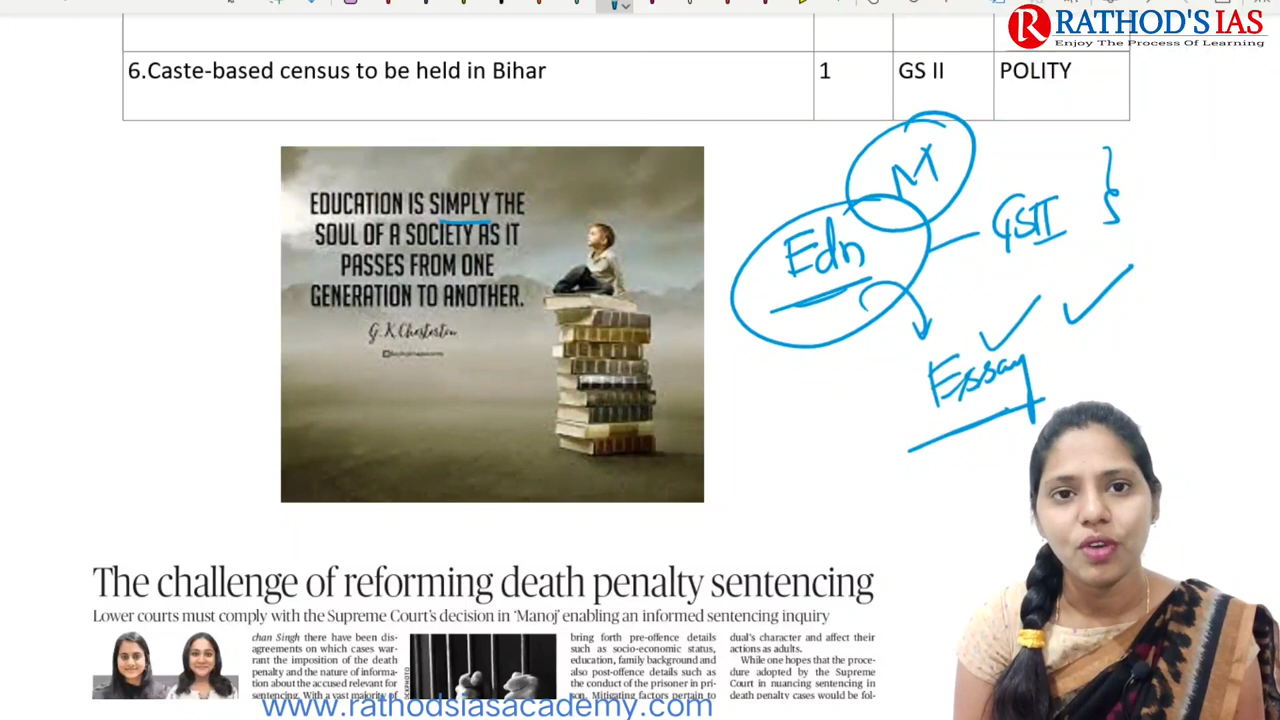 RATHOD'S IAS
Enjoy The Process Of Learning
6.Caste-based census to be held in Bihar
1
GS II
POLITY
EDUCATION IS SIMPLY THE
SOUL OF A SOCIETY AS IT
PASSES FROM ONE
GENERATION TO ANOTHER.
G.K Chesterton
M
Edn
GSII
Essay
The challenge of reforming death penalty sentencing
Lower courts must comply with the Supreme Court's decision in 'Manoj' enabling an informed sentencing inquiry
chan Singh there have been dis-
agreements on which cases war-
rant the imposition of the death
penalty and the nature of informa-
tion about the accused relevant for
sentencing. With a vast majority of
bring forth pre-offence details
such as socio-economic status,
education, family background and
also post-offence details such as
the conduct of the prisoner in pri-
son. Mitigating factors pertain to
dual's character and affect their
actions as adults.
While one hopes that the proce-
dure adopted by the Supreme
Court in nuancing sentencing in
death penalty cases would be fol-
www.rathodsiasacademy.com